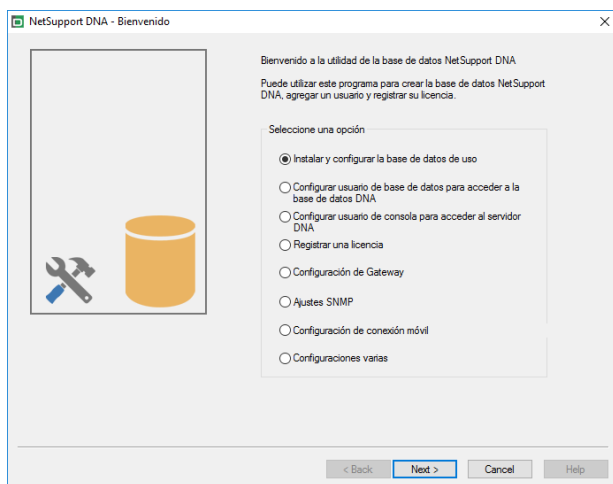 NetSupport DNA - Bienvenido
Bienvenido a la utilidad de la base de datos NetSupport DNA
Puede utilizar este programa para crear la base de datos NetSupport
DNA, agregar un usuario y registrar su licencia.
Seleccione una opción
Instalar y configurar la base de datos de uso
Configurar usuario de base de datos para acceder a la
base de datos DNA
Configurar usuario de consola para acceder al servidor
DNA
Registrar una licencia
Configuración de Gateway
Ajustes SNMP
Configuración de conexión móvil
Configuraciones varias
< Back
Next >
Cancel
Help